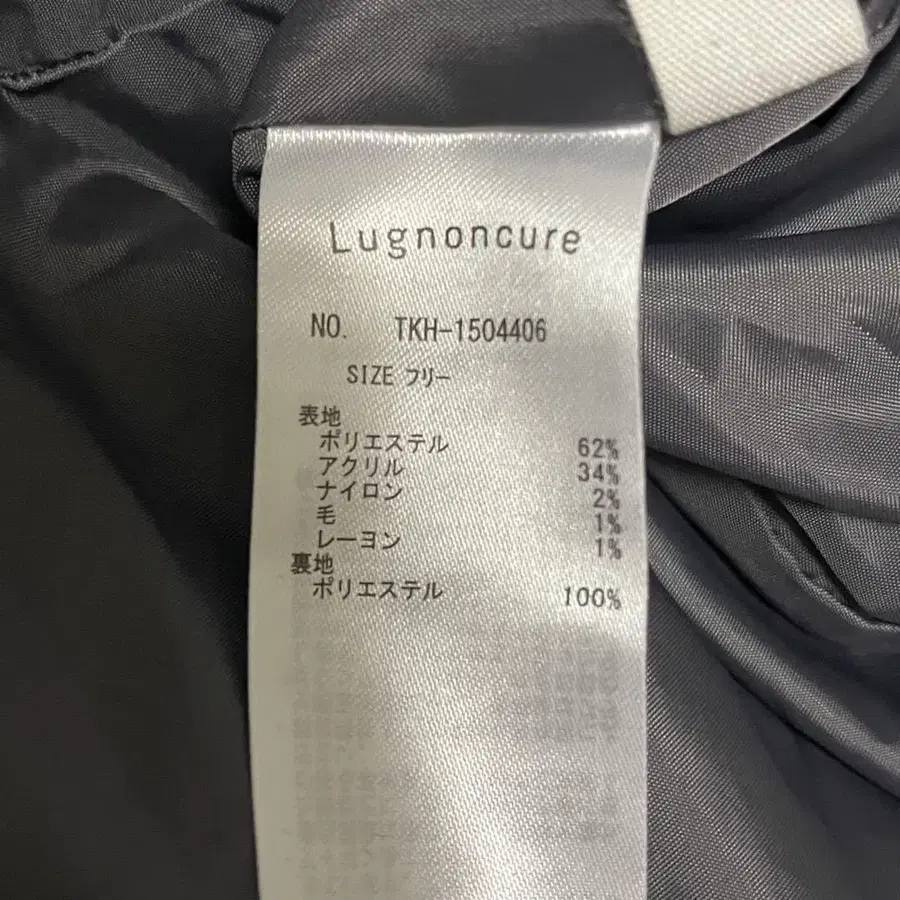 Lugnoncure
NO. TKH-1504406
SIZE フリー
表地
ポリエステル 62%
アクリル 34%
ナイロン 2%
毛 1%
レーヨン 1%
裏地
ポリエステル 100%